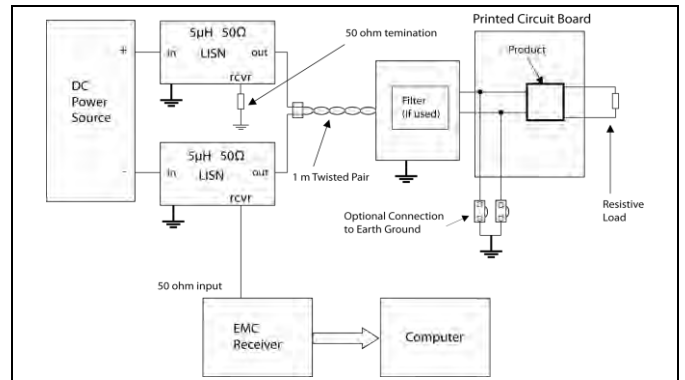 Printed Circuit Board
5µH 50Ω
in LISN out
rcvr
50 ohm temination
Product
+
DC
Power
Source
-
Filter
(if used)
5µH 50Ω
in LISN out
rcvr
1 m Twisted Pair
Optional Connection
to Earth Ground
Resistive
Load
50 ohm input
EMC
Receiver
Computer